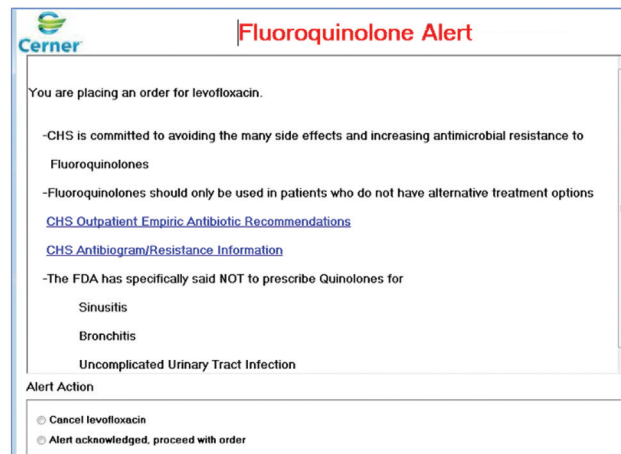 Cerner
Fluoroquinolone Alert
You are placing an order for levofloxacin.
-CHS is committed to avoiding the many side effects and increasing antimicrobial resistance to
Fluoroquinolones
-Fluoroquinolones should only be used in patients who do not have alternative treatment options
CHS Outpatient Empiric Antibiotic Recommendations
CHS Antibiogram/Resistance Information
-The FDA has specifically said NOT to prescribe Quinolones for
Sinusitis
Bronchitis
Uncomplicated Urinary Tract Infection
Alert Action
Cancel levofloxacin
Alert acknowledged, proceed with order